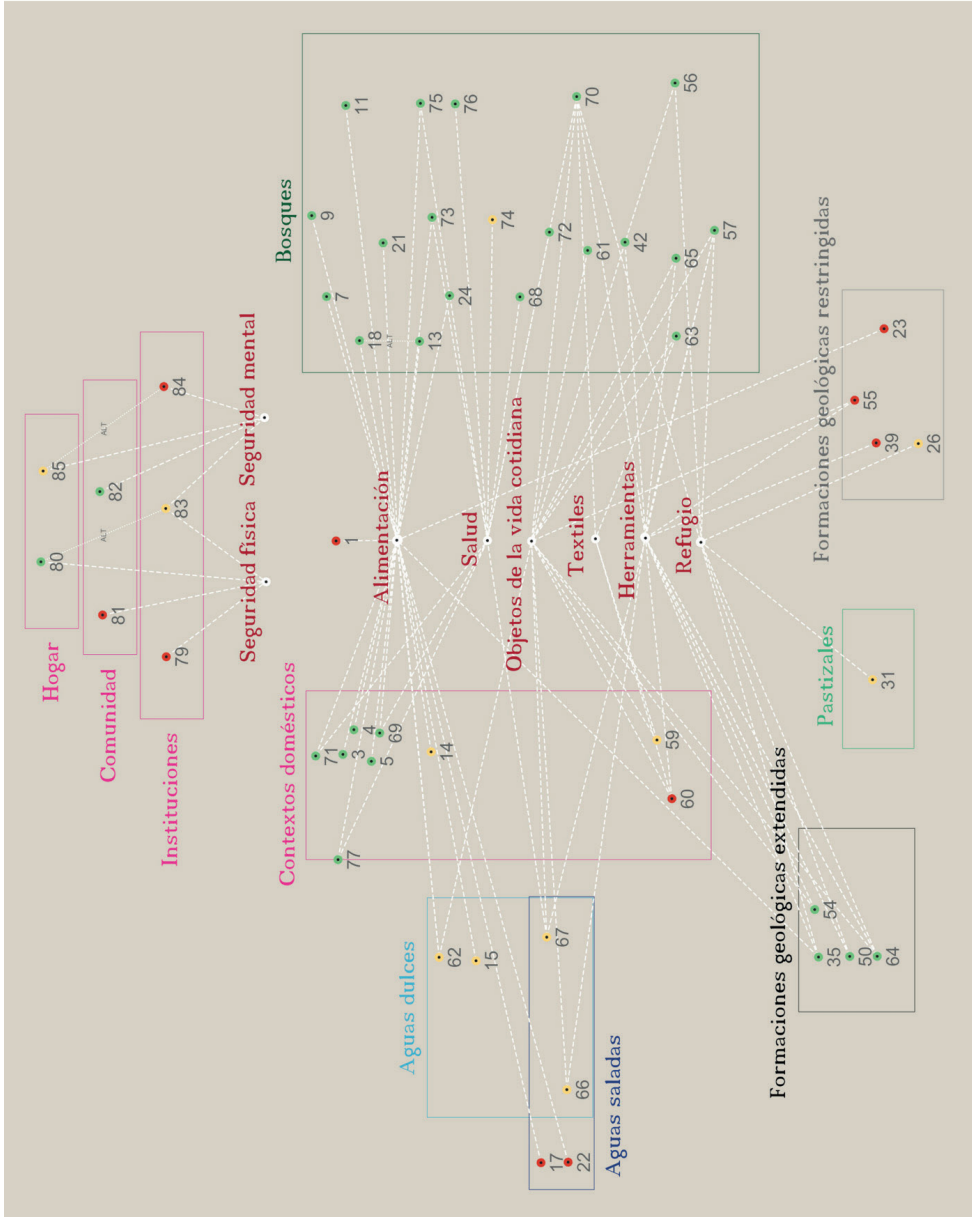 Hogar
80
85
Comunidad
ALT
ALT
81
82
Instituciones
79
83
84
Seguridad física
Seguridad mental
Contextos domésticos
Bosques
71
9
7
77
3
1
11
4
18
5
Alimentación
ALT
21
69
Aguas dulces
13
75
14
73
62
24
Salud
76
15
74
Objetos de la vida cotidiana
68
17
67
72
Textiles
22
66
70
61
Aguas saladas
Herramientas
42
59
Refugio
60
65
63
56
57
Formaciones geológicas extendidas
Pastizales
Formaciones geológicas restringidas
35
54
50
64
31
55
39
23
26